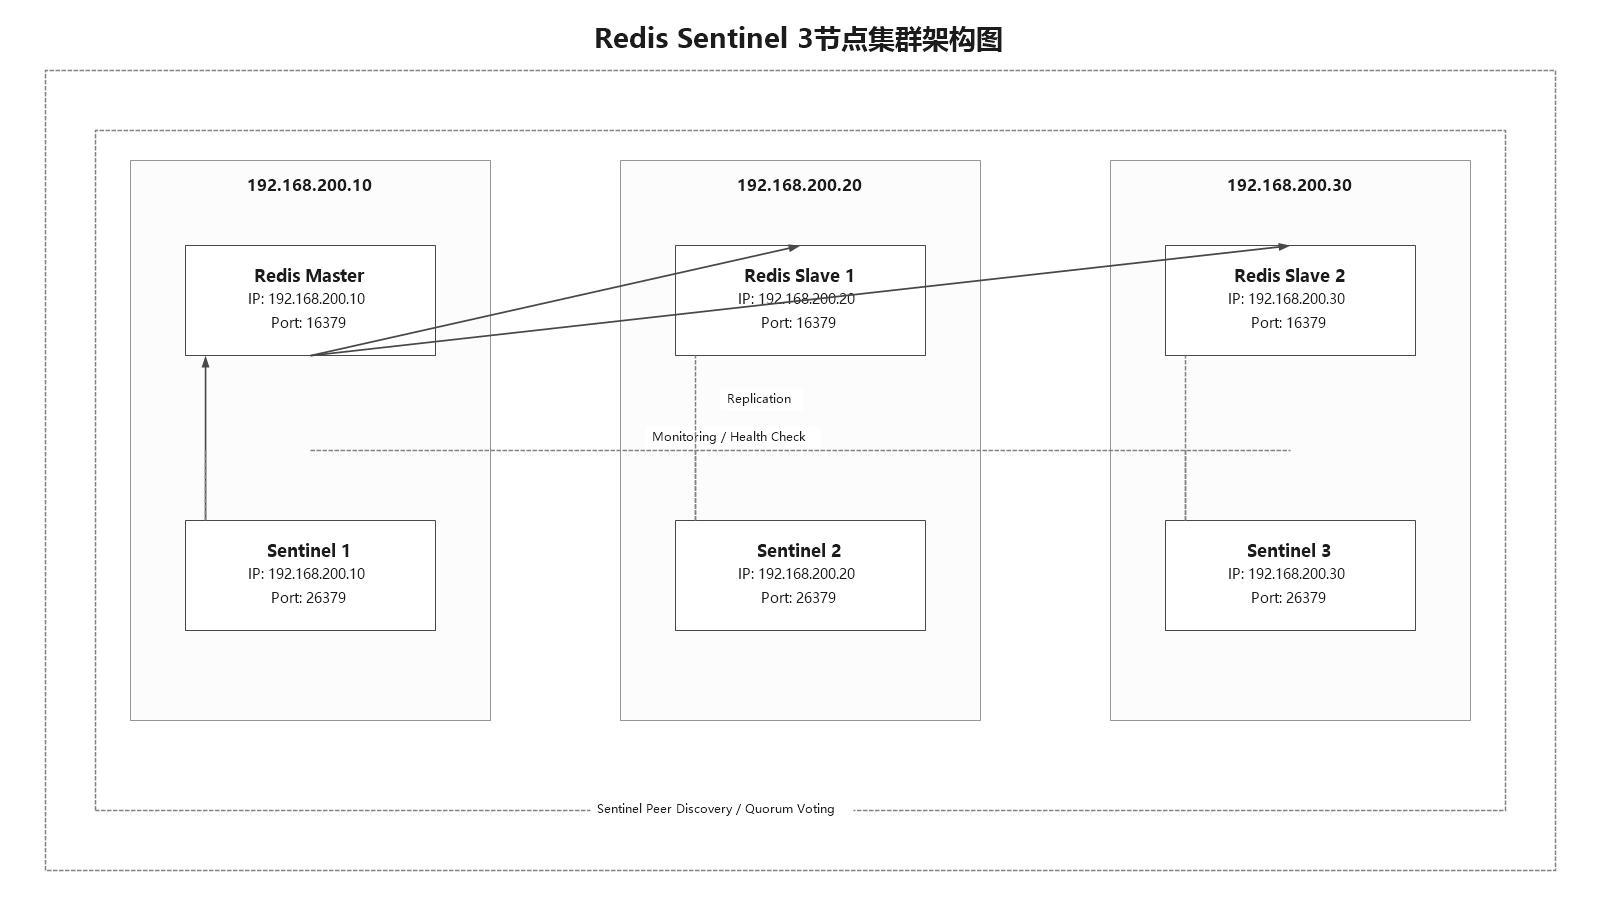 Redis Sentinel 3节点集群架构图
192.168.200.10
192.168.200.20
192.168.200.30
Redis Master
IP: 192.168.200.10
Port: 16379
Redis Slave 1
IP: 192.168.200.20
Port: 16379
Redis Slave 2
IP: 192.168.200.30
Port: 16379
Replication
Monitoring / Health Check
Sentinel 1
IP: 192.168.200.10
Port: 26379
Sentinel 2
IP: 192.168.200.20
Port: 26379
Sentinel 3
IP: 192.168.200.30
Port: 26379
Sentinel Peer Discovery / Quorum Voting